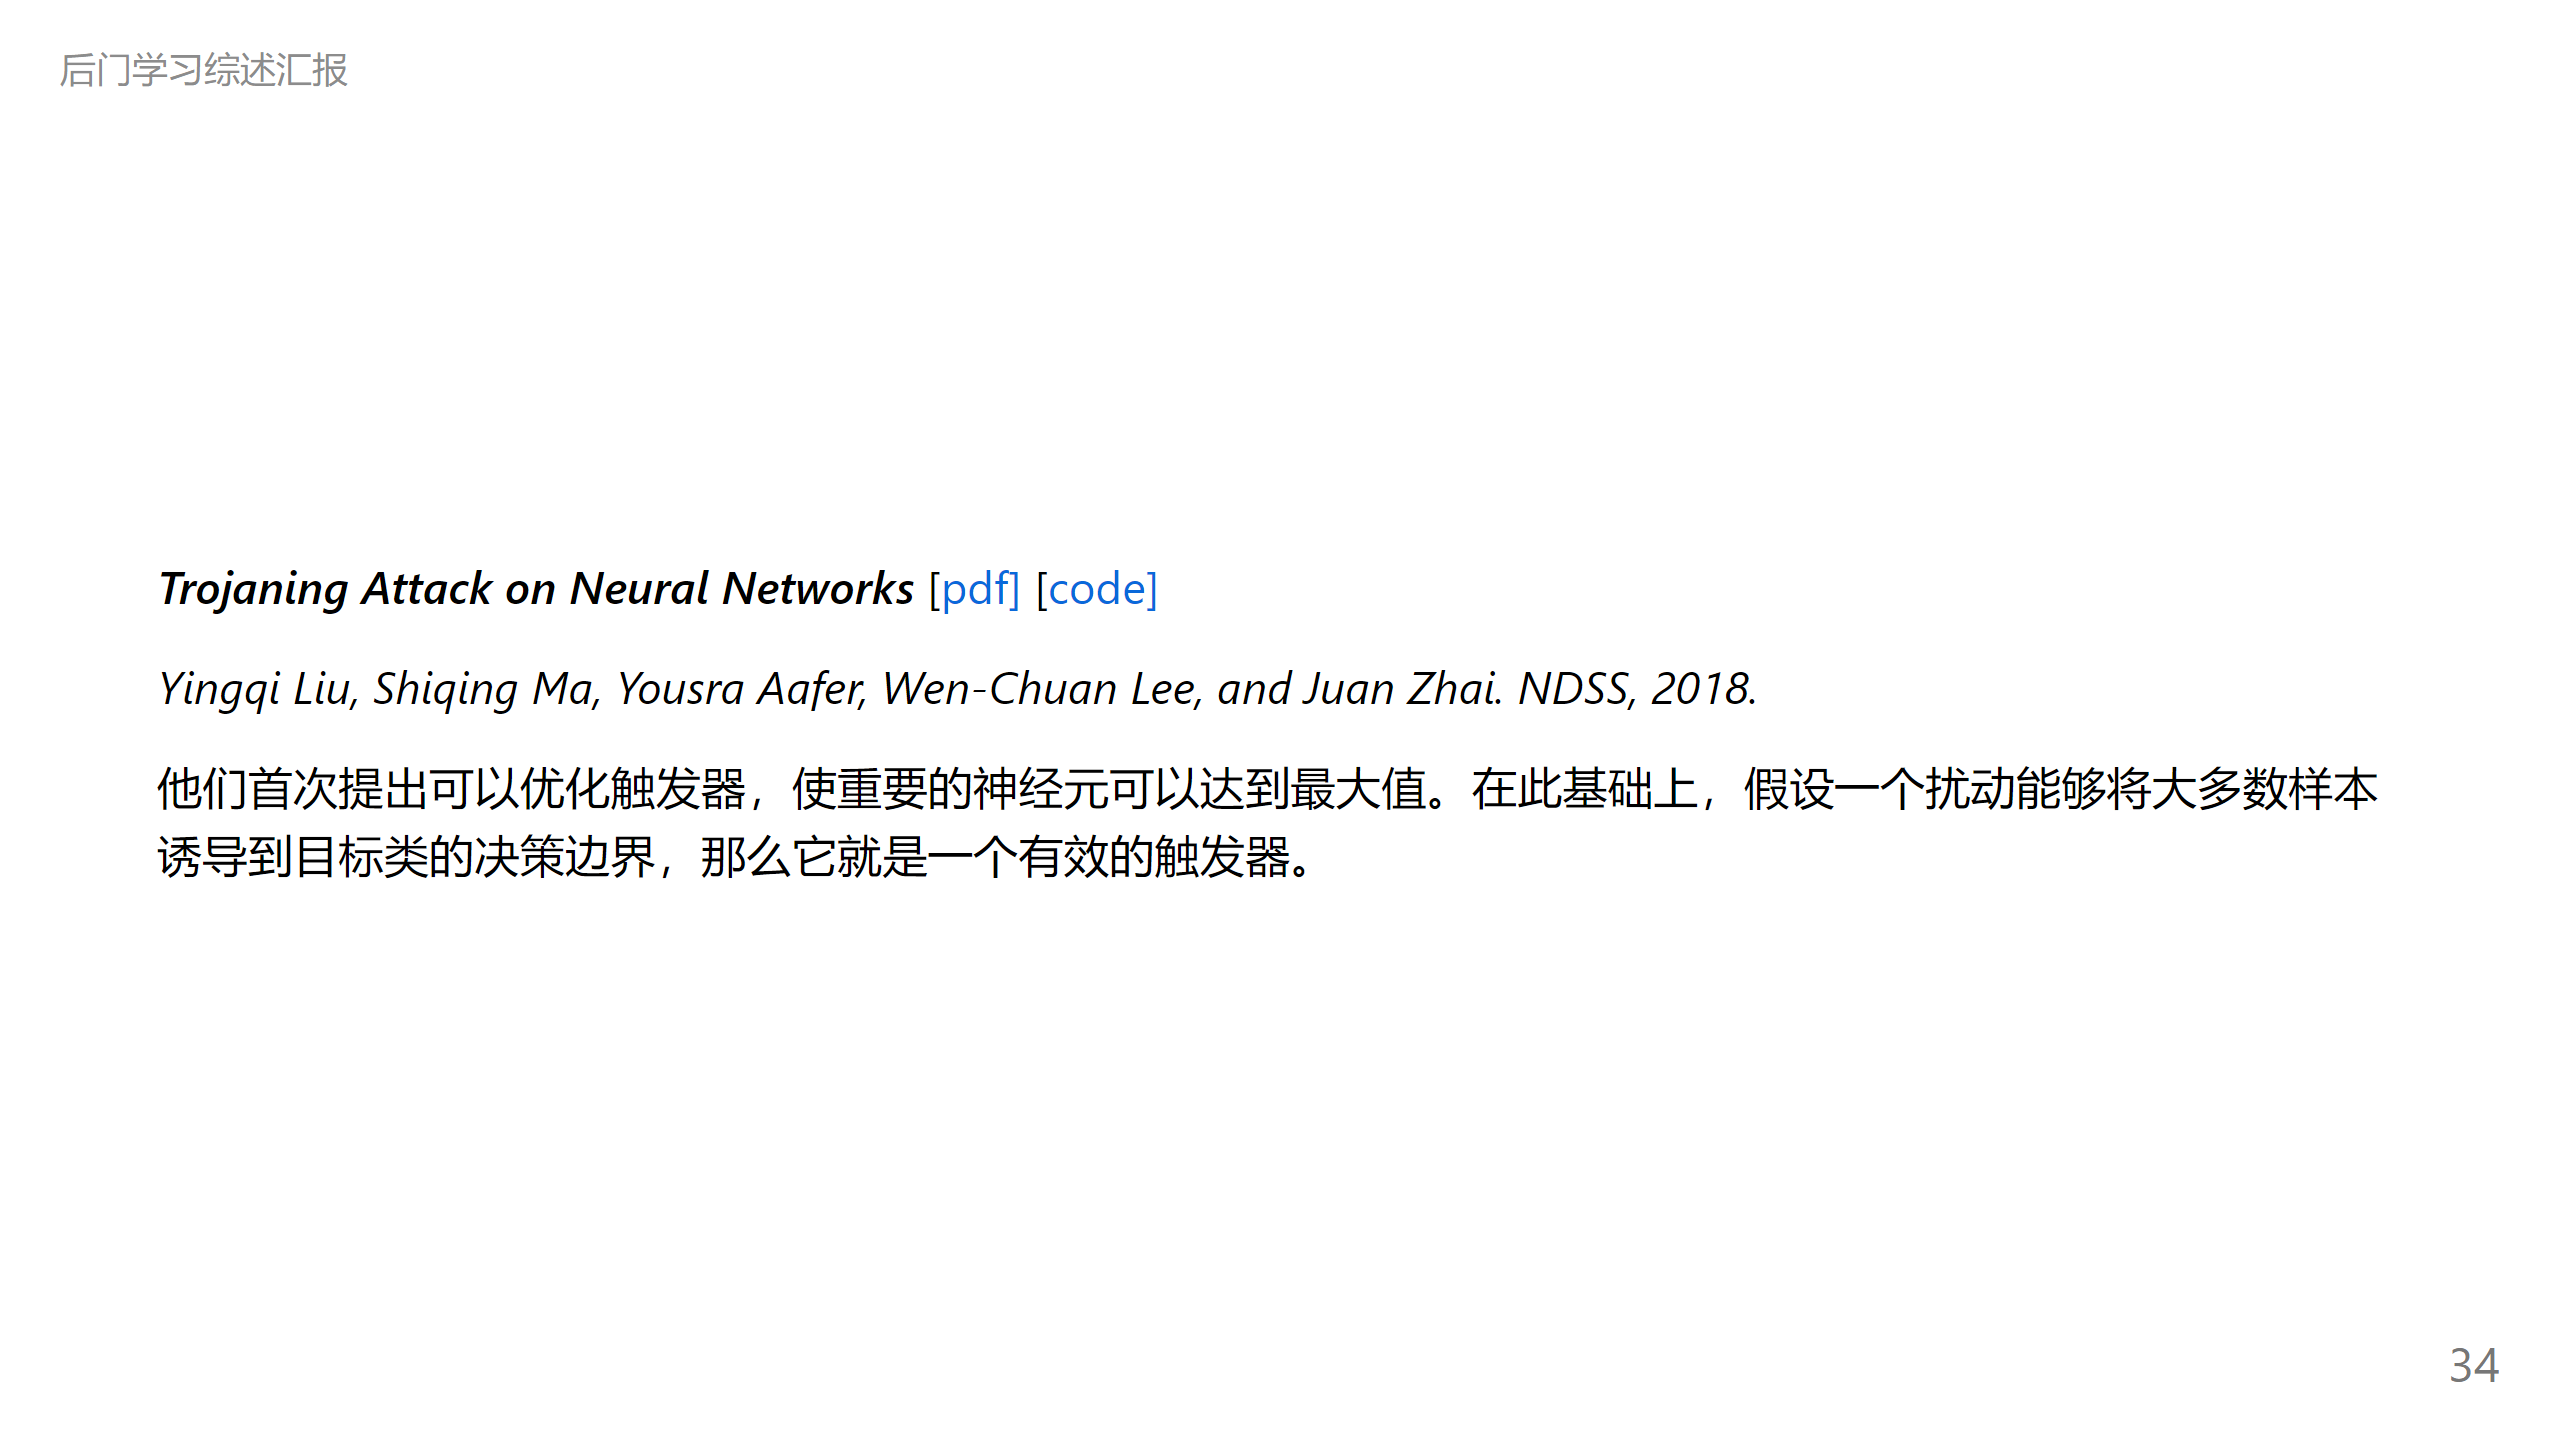 后门学习综述汇报
Trojaning Attack on Neural Networks [pdf] [code]
Yingqi Liu, Shiqing Ma, Yousra Aafer, Wen-Chuan Lee, and Juan Zhai. NDSS, 2018.
他们首次提出可以优化触发器，使重要的神经元可以达到最大值。在此基础上，假设一个扰动能够将大多数样本
诱导到目标类的决策边界，那么它就是一个有效的触发器。
34